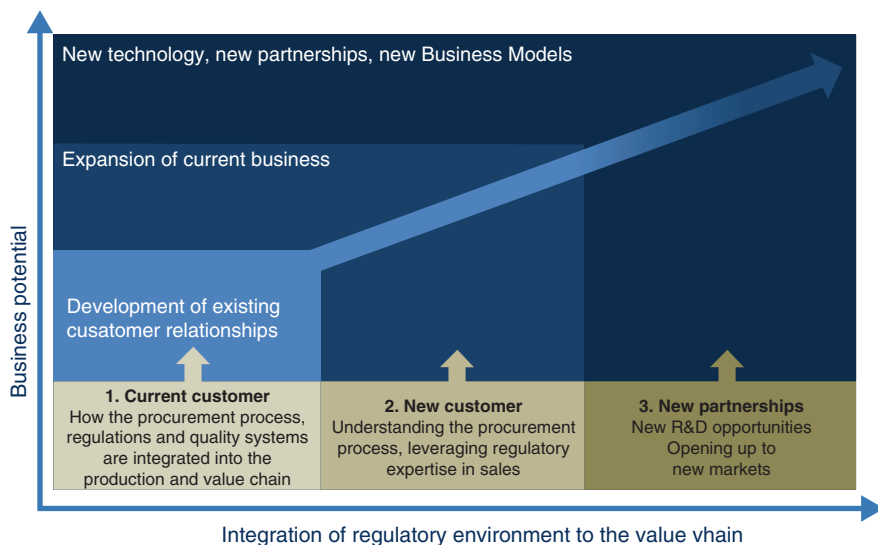 New technology, new partnerships, new Business Models
Expansion of current business
Development of existing
cusatomer relationships
Business potential
1. Current customer
How the procurement process,
regulations and quality systems
are integrated into the
production and value chain
2. New customer
Understanding the procurement
process, leveraging regulatory
expertise in sales
3. New partnerships
New R&D opportunities
Opening up to
new markets
Integration of regulatory environment to the value vhain